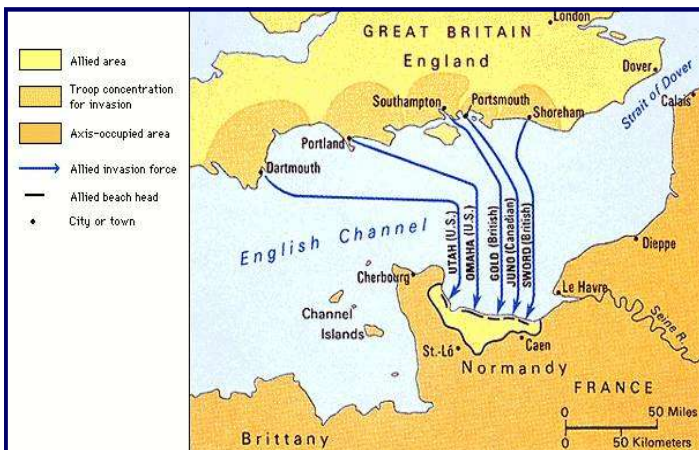 Allied area
Troop concentration
for invasion
Axis-occupied area
Allied invasion force
Allied beach head
City or town
GREAT BRITAIN
London
England
Dover
Strait of Dover
Calais
Southampton
Portsmouth
Shoreham
Portland
Dartmouth
English Channel
UTAH (U.S.)
OMAHA (U.S.)
GOLD (British)
JUNO (Canadian)
SWORD (British)
Dieppe
Cherbourg
Le Havre
Channel
Islands
Seine R.
St.-Ló
Caen
Normandy
FRANCE
Brittany
0 50 Miles
0 50 Kilometers